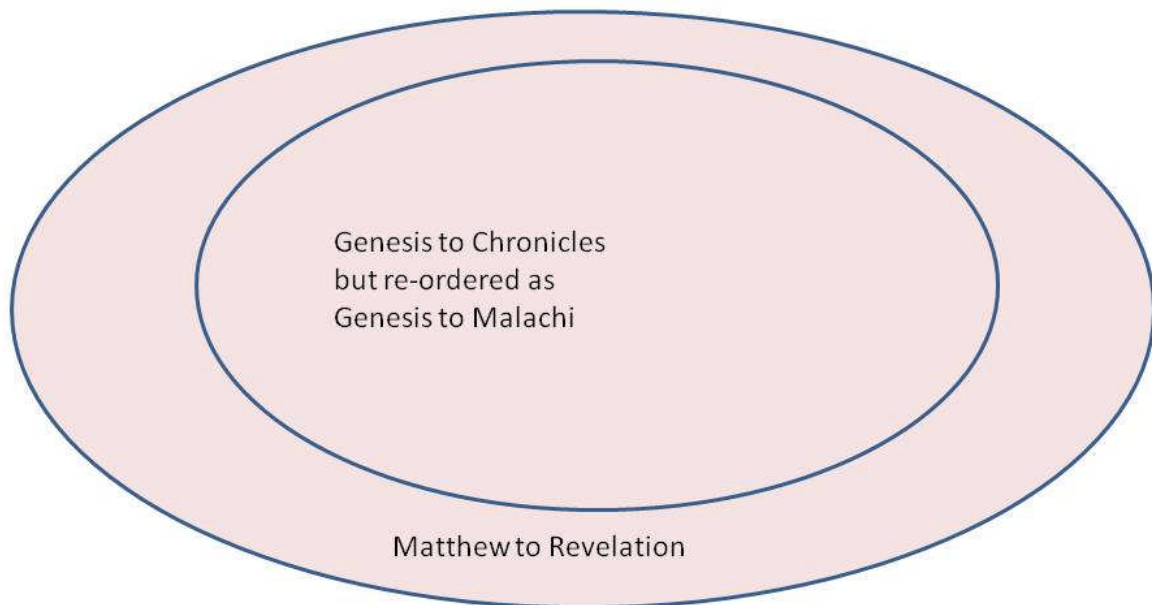 Genesis to Chronicles
but re-ordered as
Genesis to Malachi
Matthew to Revelation